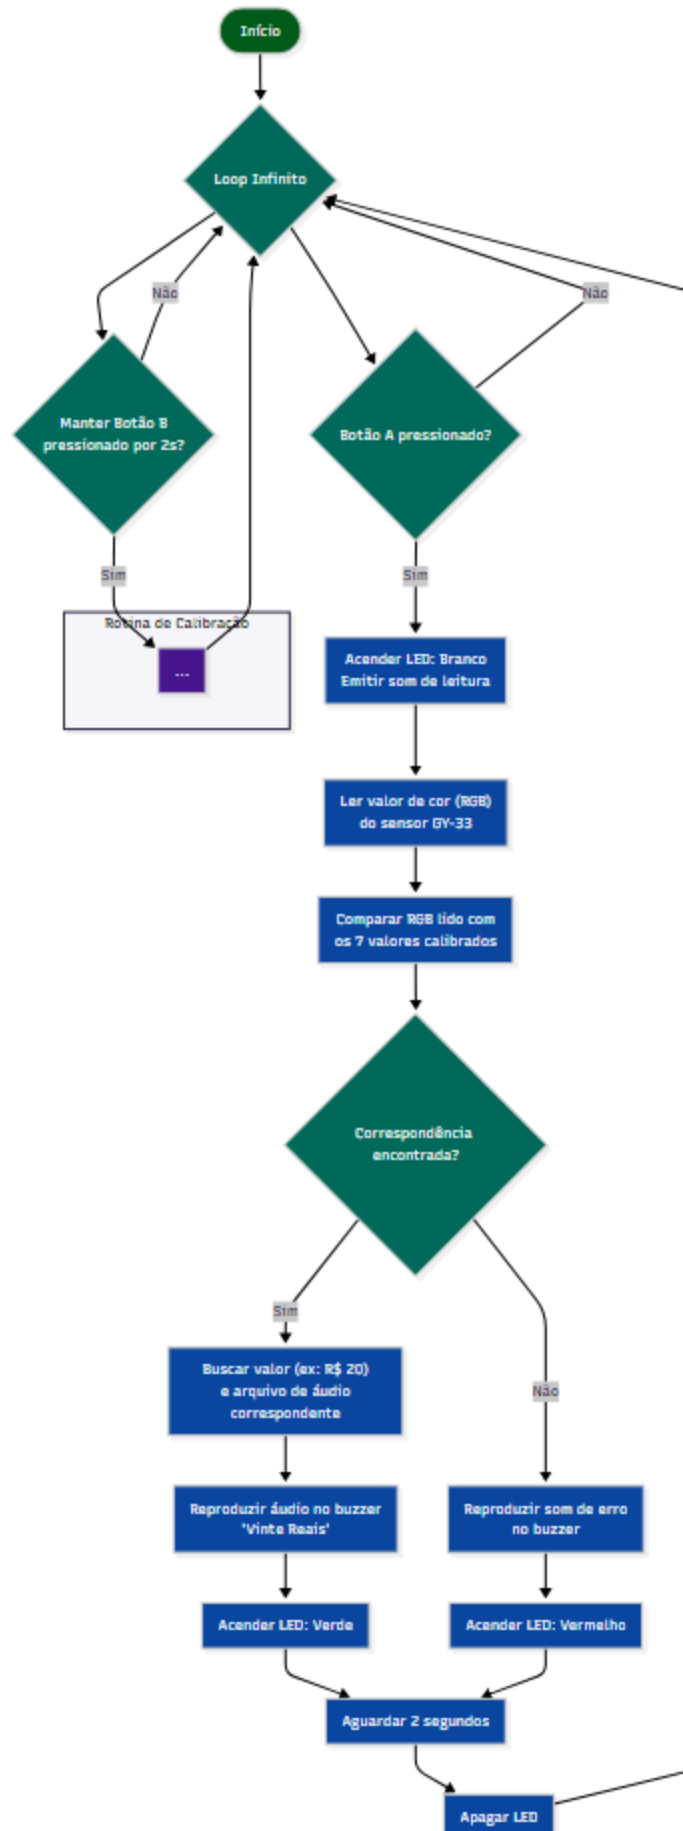 Início
Loop Infinito
Não
Não
Manter Botão B
pressionado por 2s?
Botão A pressionado?
Sim
Sim
Rotina de Calibração
...
Acender LED: Branco
Emitir som de leitura
Ler valor de cor (RGB)
do sensor GY-33
Comparar RGB lido com
os 7 valores calibrados
Correspondência
encontrada?
Sim
Buscar valor (ex: R$ 20)
e arquivo de áudio
correspondente
Não
Reproduzir áudio no buzzer
'Vinte Reais'
Reproduzir som de erro
no buzzer
Acender LED: Verde
Acender LED: Vermelho
Aguardar 2 segundos
Apagar LED